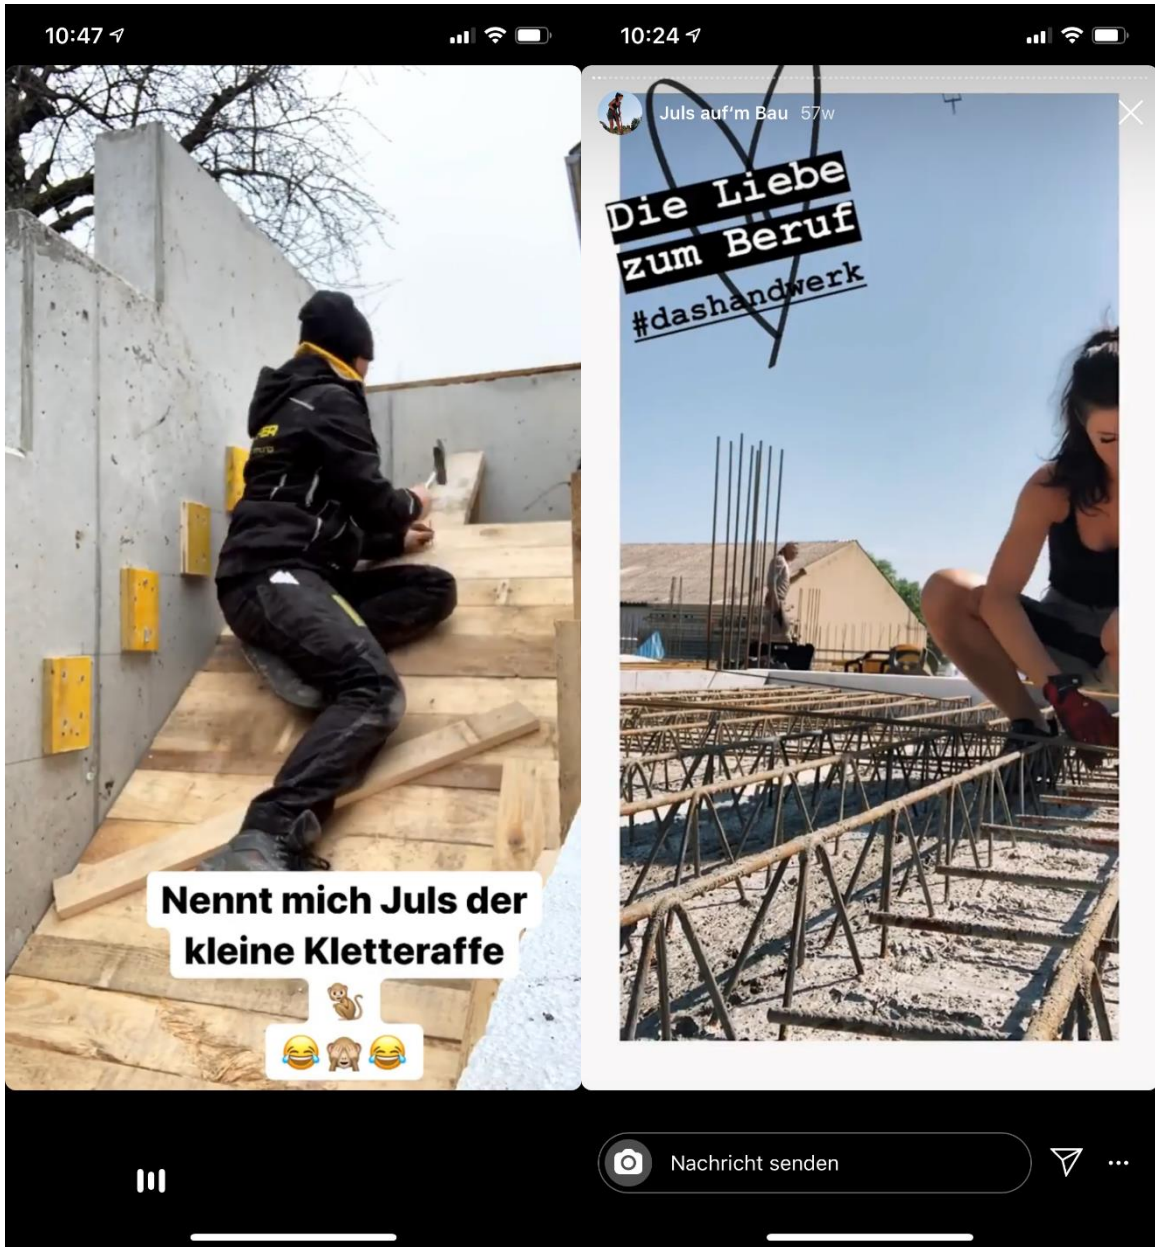 10:47
Nennt mich Juls der
kleine Kletteraffe
10:24
Juls auf'm Bau 57w
Die Liebe
zum Beruf
#dashandwerk
Nachricht senden